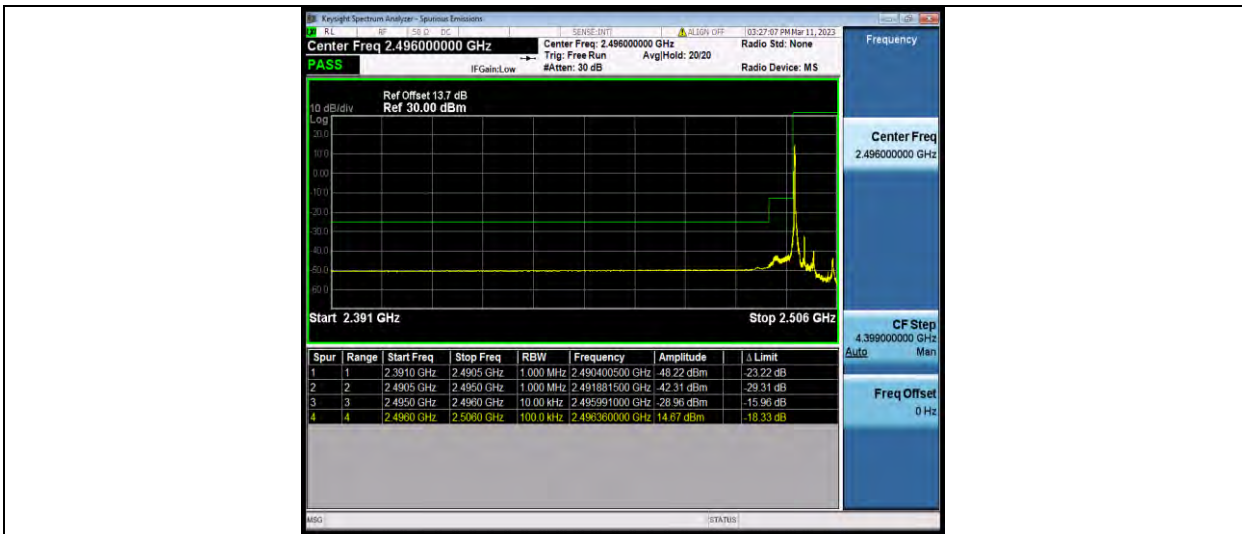 Keysight Spectrum Analyzer - Spurious Emissions
RL RF 50 Ω DC SENSE:INT ALIGN OFF 03:27:07 PM Mar 11, 2023
Center Freq 2.496000000 GHz
Center Freq: 2.496000000 GHz
Radio Std: None
PASS
Trig: Free Run Avg|Hold: 20/20
IFGain:Low
#Atten: 30 dB
Radio Device: MS
Ref Offset 13.7 dB
10 dB/div Ref 30.00 dBm
Log
20.0
10.0
0.00
-10.0
-20.0
-30.0
-40.0
-50.0
-60.0
Start 2.391 GHz Stop 2.506 GHz
Spur Range Start Freq Stop Freq RBW Frequency Amplitude Δ Limit
1 1 2.3910 GHz 2.4905 GHz 1.000 MHz 2.490400500 GHz -48.22 dBm -23.22 dB
2 2 2.4905 GHz 2.4950 GHz 1.000 MHz 2.491881500 GHz -42.31 dBm -29.31 dB
3 3 2.4950 GHz 2.4960 GHz 10.00 kHz 2.495991000 GHz -28.96 dBm -15.96 dB
4 4 2.4960 GHz 2.5060 GHz 100.0 kHz 2.496360000 GHz 14.67 dBm -18.33 dB
MSG STATUS
Frequency
Center Freq
2.496000000 GHz
CF Step
4.399000000 GHz
Auto Man
Freq Offset
0 Hz